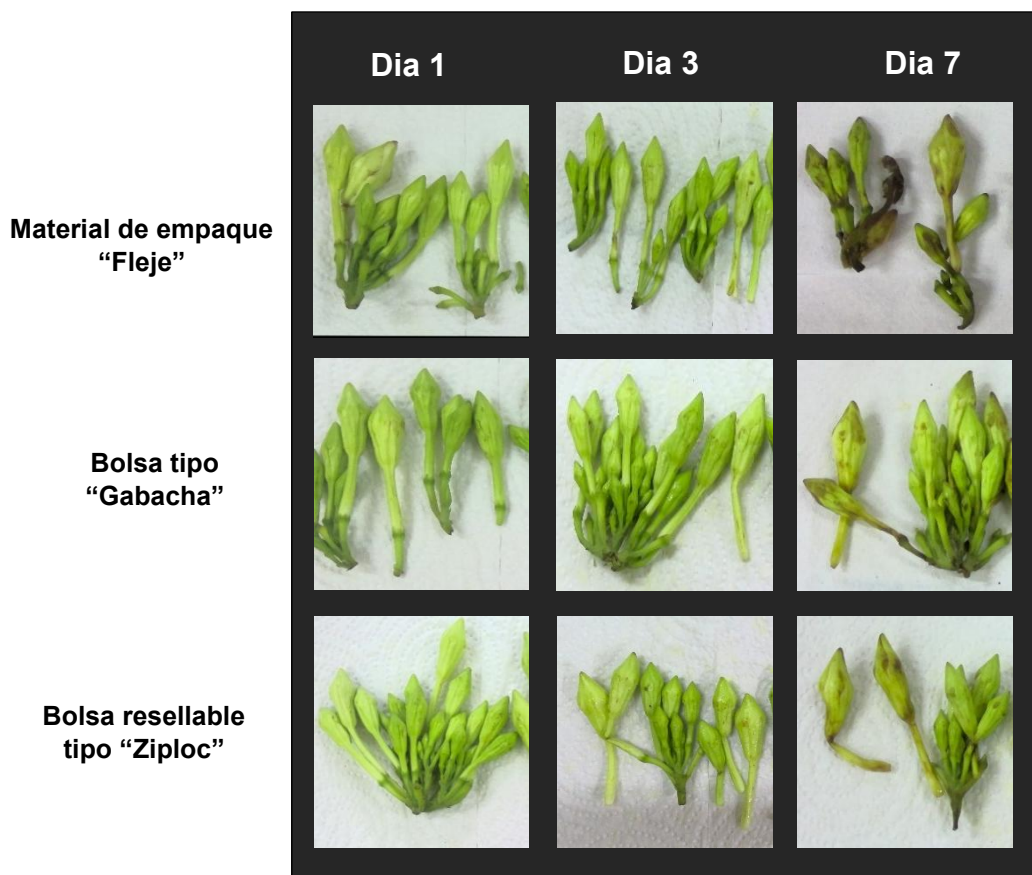 Dia 1
Dia 3
Dia 7
Material de empaque
“Fleje”
Bolsa tipo
“Gabacha”
Bolsa resellable
tipo “Ziploc”